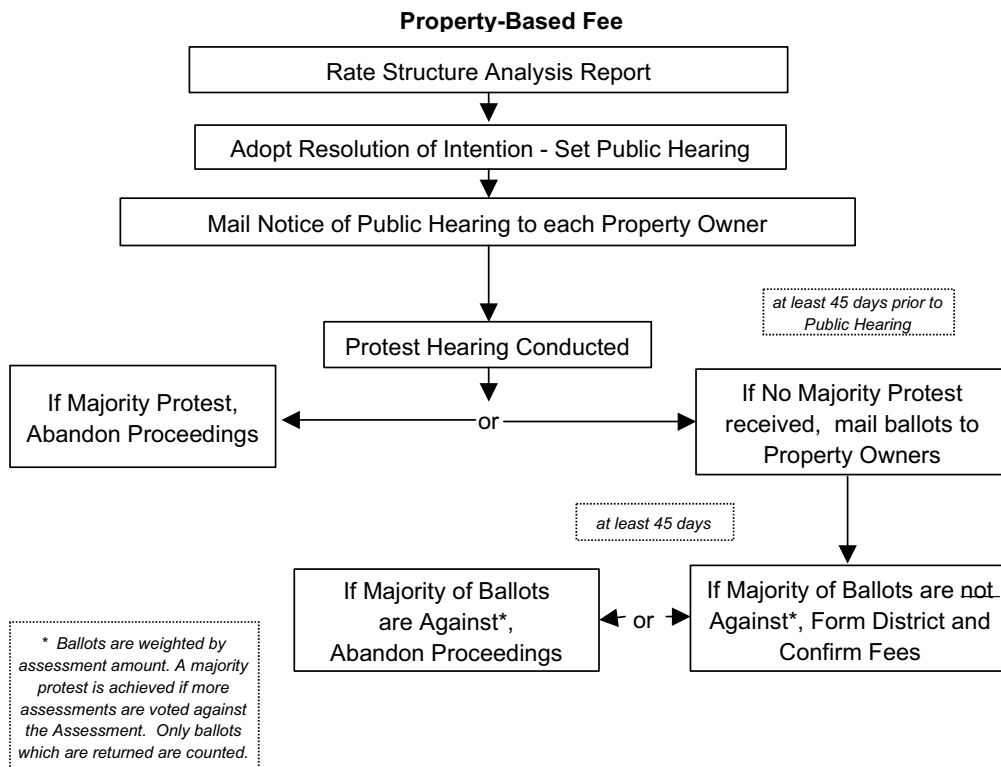 Property-Based Fee
Rate Structure Analysis Report
Adopt Resolution of Intention - Set Public Hearing
Mail Notice of Public Hearing to each Property Owner
at least 45 days prior to
Public Hearing
Protest Hearing Conducted
If Majority Protest,
Abandon Proceedings
or
If No Majority Protest
received, mail ballots to
Property Owners
at least 45 days
If Majority of Ballots
are Against*,
Abandon Proceedings
or
If Majority of Ballots are not
Against*, Form District and
Confirm Fees
* Ballots are weighted by
assessment amount. A majority
protest is achieved if more
assessments are voted against
the Assessment. Only ballots
which are returned are counted.